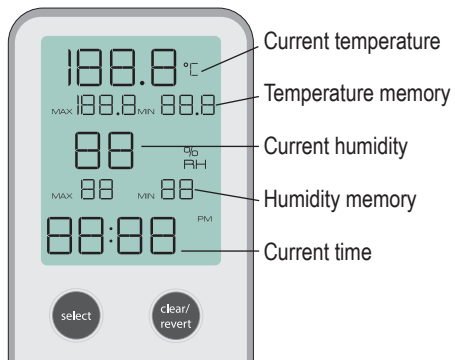 188.8 °C
Current temperature
MAX 188.8 MIN 88.8
Temperature memory
88 % RH
Current humidity
MAX 88 MIN 88
Humidity memory
PM
88:88
Current time
select
clear/
revert